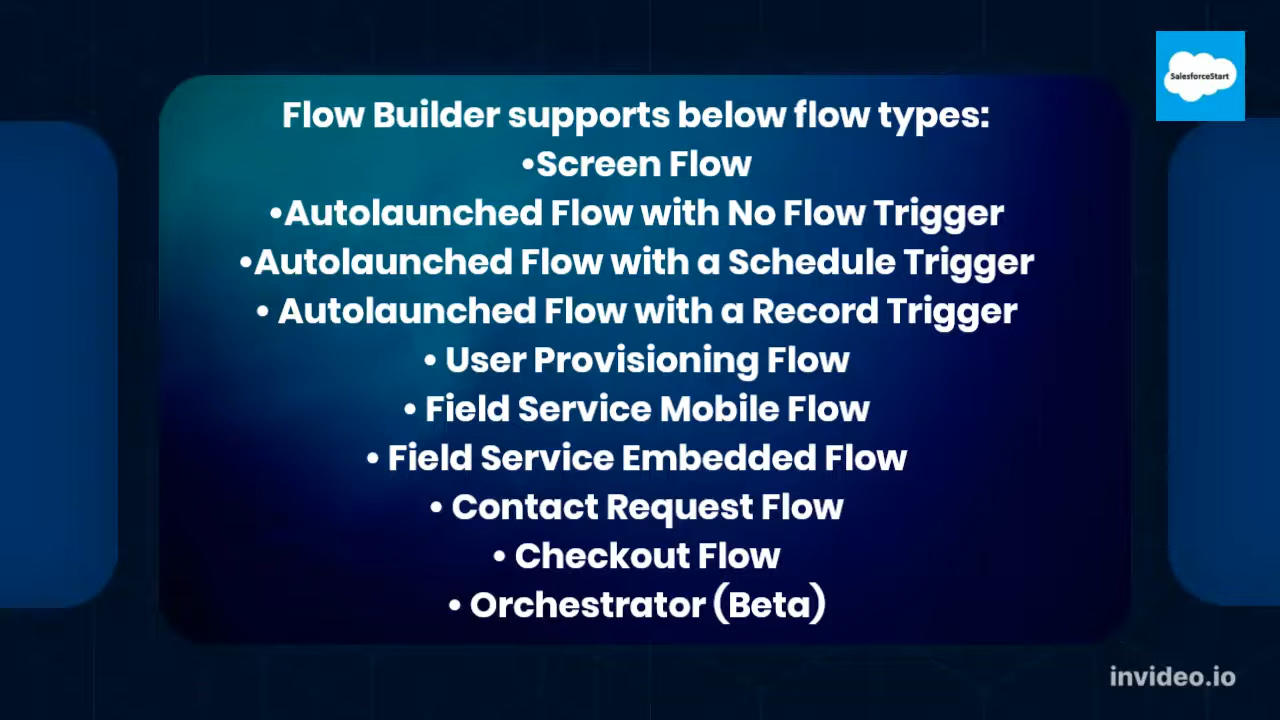 SalesforceStart
Flow Builder supports below flow types:
•Screen Flow
•Autolaunched Flow with No Flow Trigger
•Autolaunched Flow with a Schedule Trigger
• Autolaunched Flow with a Record Trigger
• User Provisioning Flow
• Field Service Mobile Flow
• Field Service Embedded Flow
• Contact Request Flow
• Checkout Flow
• Orchestrator (Beta)
invideo.io